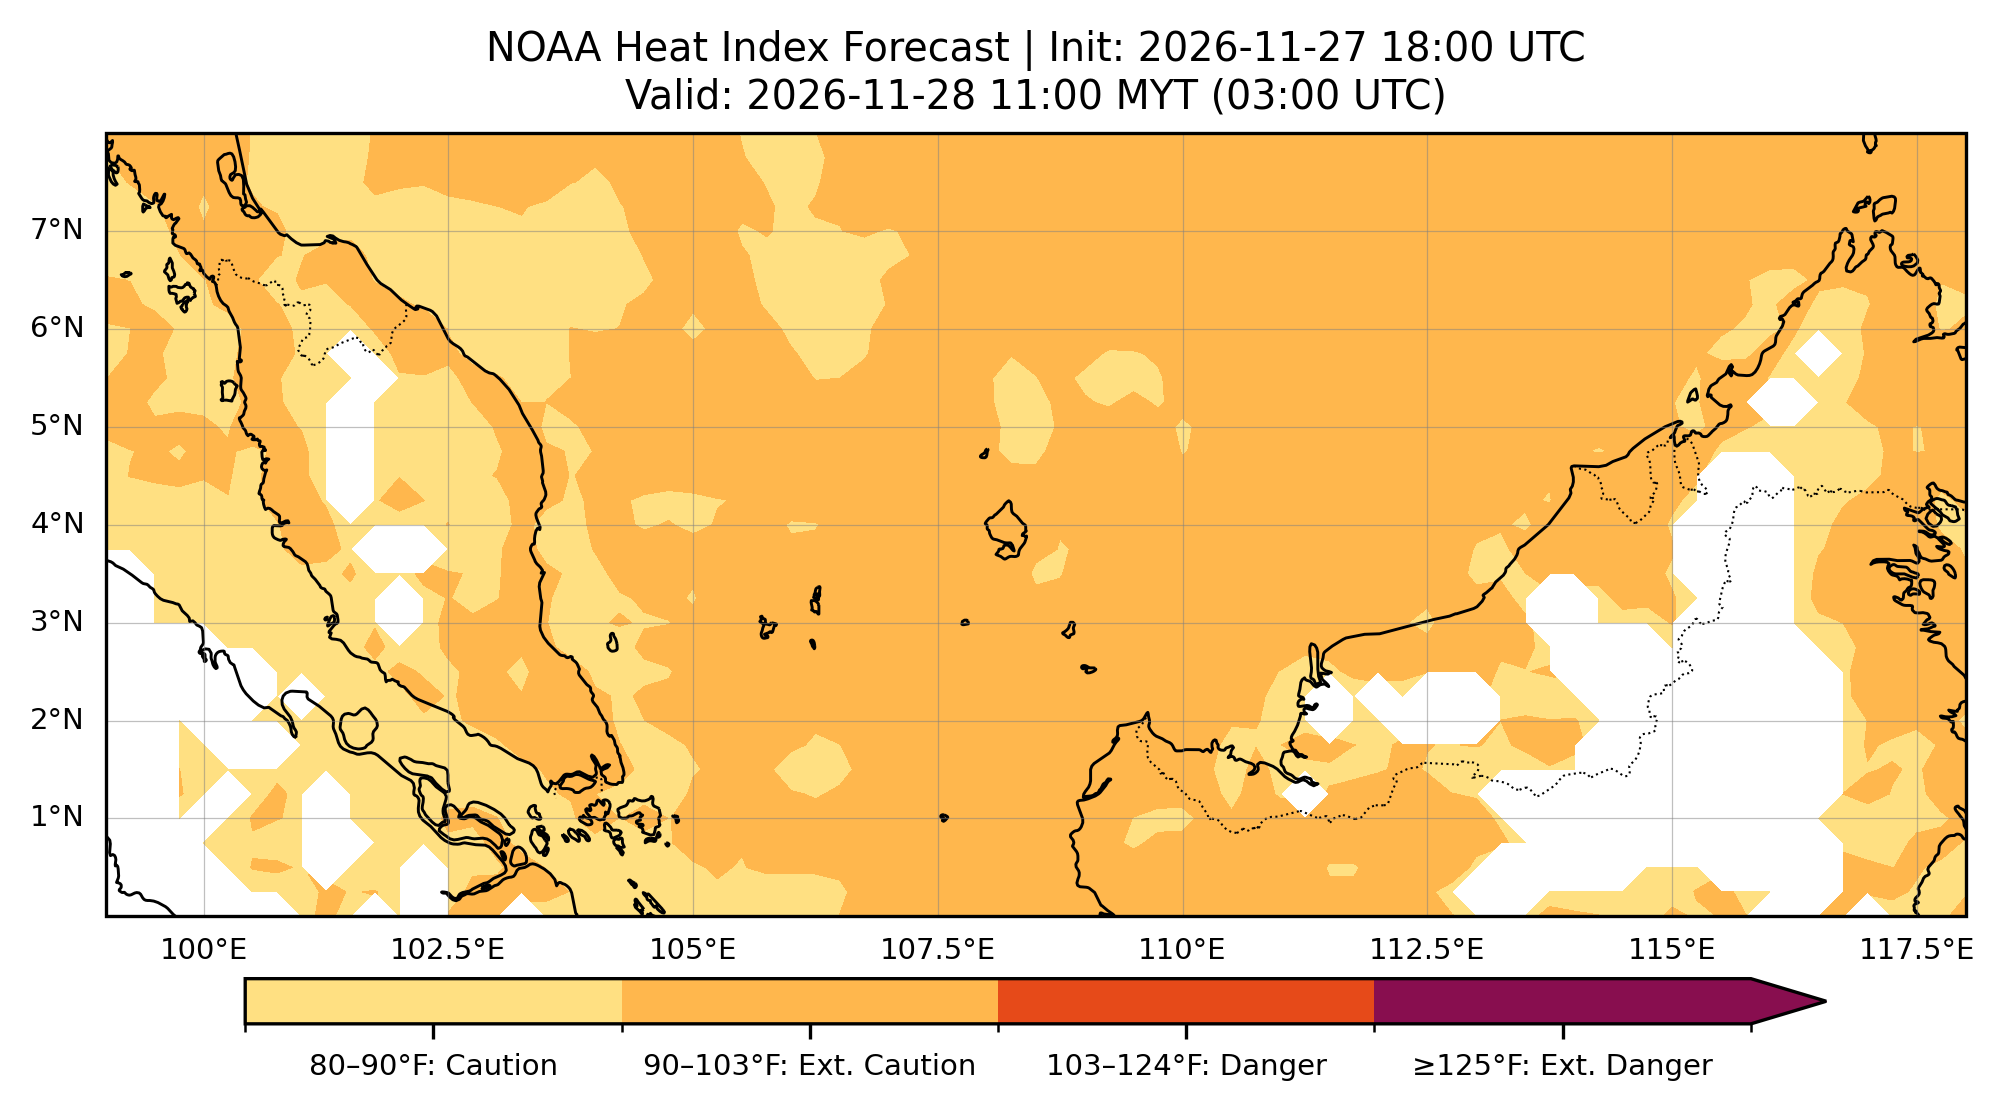 NOAA Heat Index Forecast | Init: 2026-11-27 18:00 UTC
Valid: 2026-11-28 11:00 MYT (03:00 UTC)
7°N
6°N
5°N
4°N
3°N
2°N
1°N
100°E 102.5°E 105°E 107.5°E 110°E 112.5°E 115°E 117.5°E
80–90°F: Caution 90–103°F: Ext. Caution 103–124°F: Danger ≥125°F: Ext. Danger